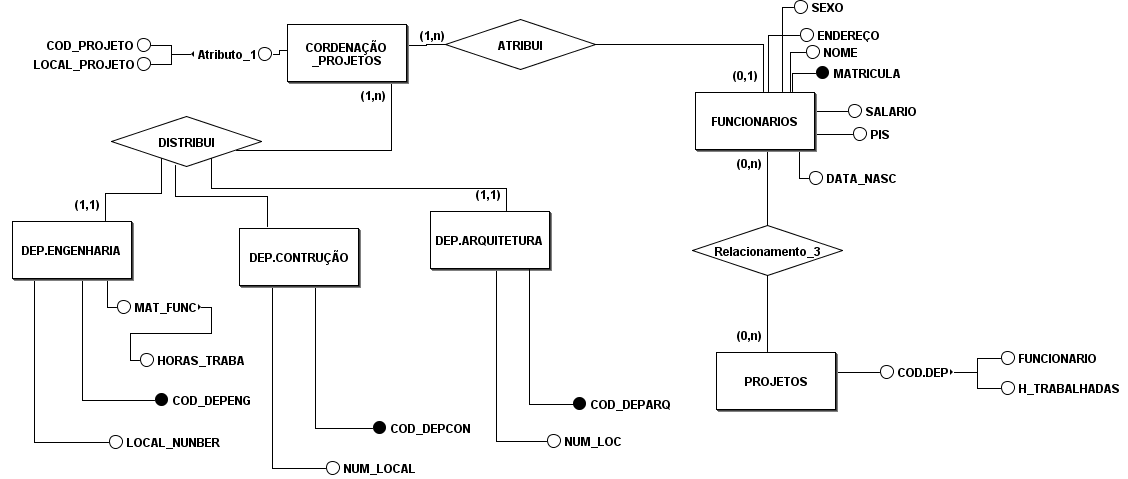 SEXO
ENDEREÇO
NOME
MATRICULA
COD_PROJETO
LOCAL_PROJETO
Atributo_1
CORDENAÇÃO
_PROJETOS
(1,n)
ATRIBUI
(0,1)
(1,n)
FUNCIONARIOS
SALARIO
PIS
DATA_NASC
(0,n)
DISTRIBUI
(1,1)
(1,1)
DEP.ENGENHARIA
DEP.CONTRUÇÃO
DEP.ARQUITETURA
Relacionamento_3
MAT_FUNC
HORAS_TRABA
COD_DEPENG
LOCAL_NUNBER
COD_DEPCON
NUM_LOCAL
COD_DEPARQ
NUM_LOC
(0,n)
PROJETOS
COD.DEP
FUNCIONARIO
H_TRABALHADAS